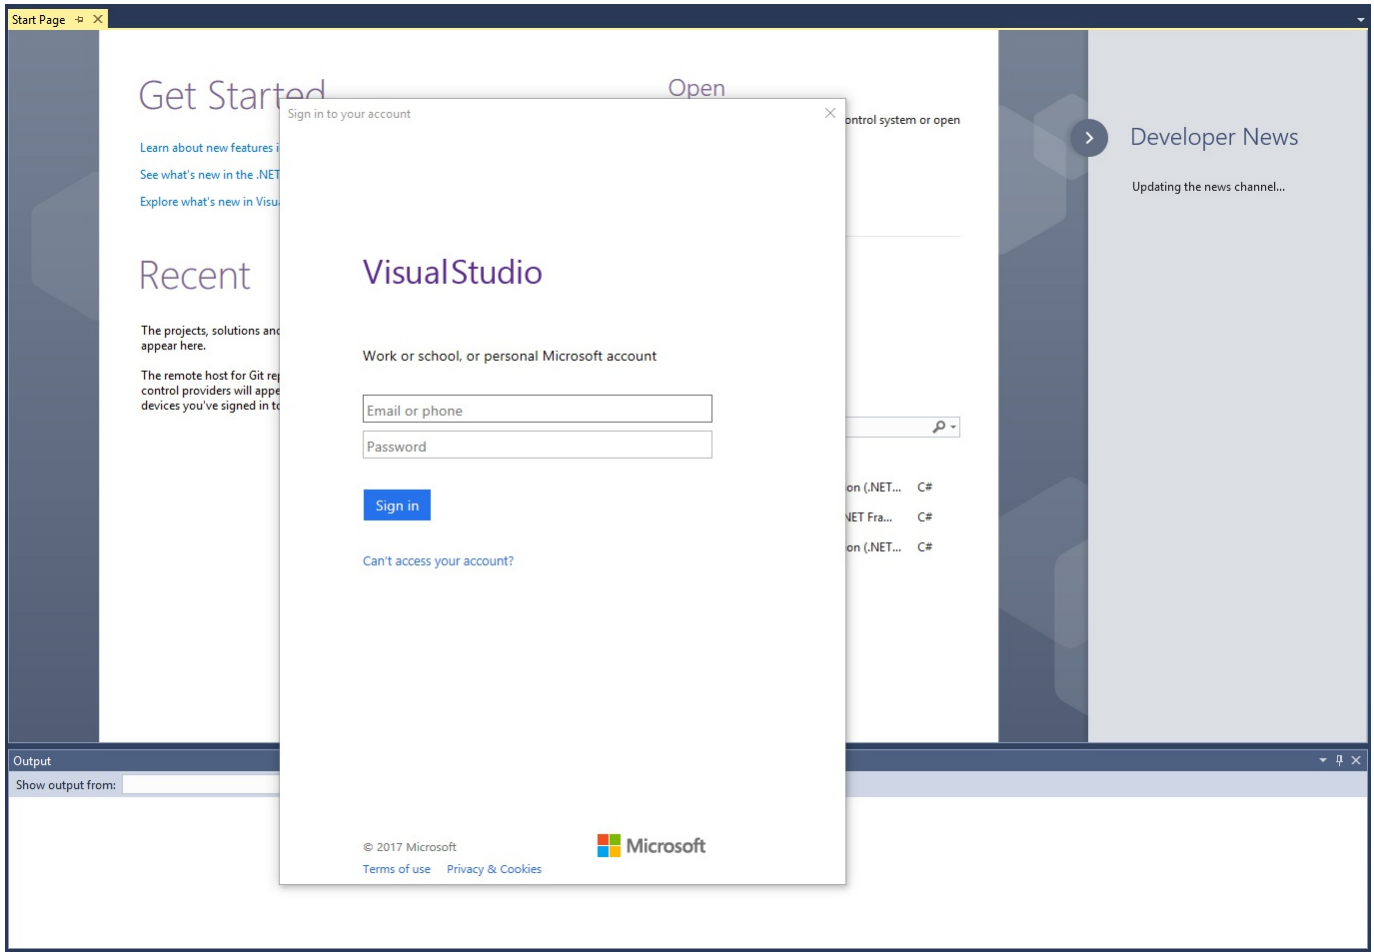 Start Page
Get Started
Learn about new features i
See what's new in the .NET
Explore what's new in Visu
Recent
The projects, solutions and
appear here.
The remote host for Git rep
control providers will appe
devices you've signed in to
Open
ontrol system or open
on (.NET... C#
NET Fra... C#
on (.NET... C#
Developer News
Updating the news channel...
Sign in to your account
Visual Studio
Work or school, or personal Microsoft account
Email or phone
Password
Sign in
Can't access your account?
© 2017 Microsoft
Microsoft
Terms of use Privacy & Cookies
Output
Show output from: